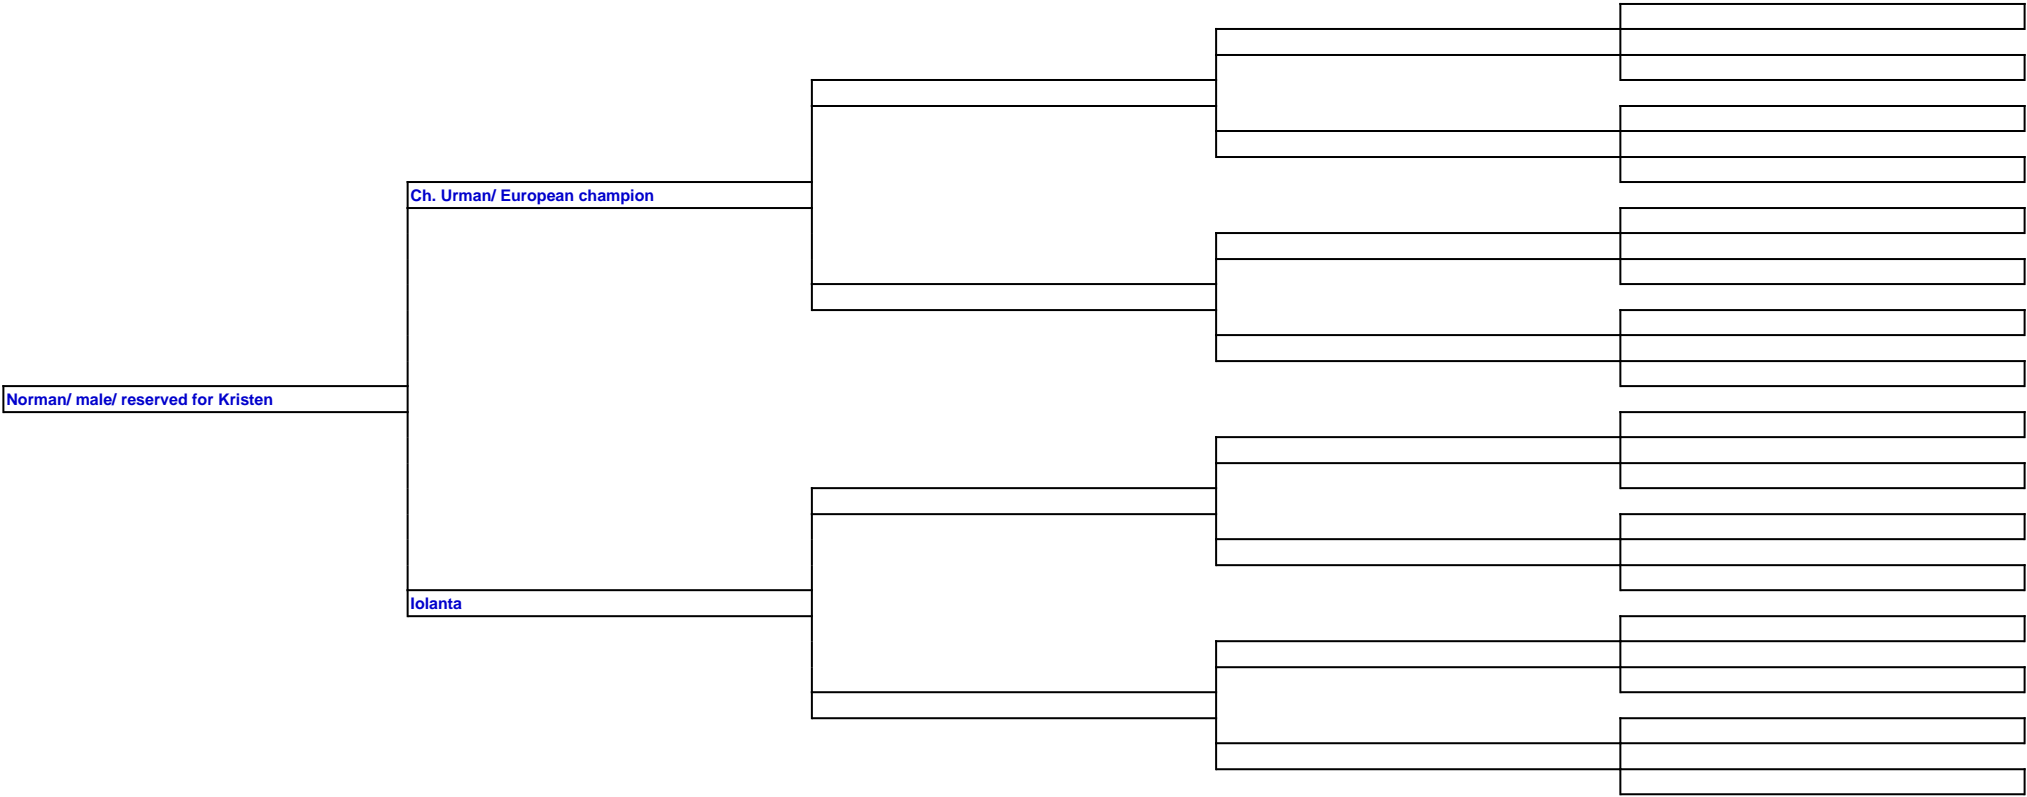 Ch. Urman/ European champion
Norman/ male/ reserved for Kristen
Iolanta